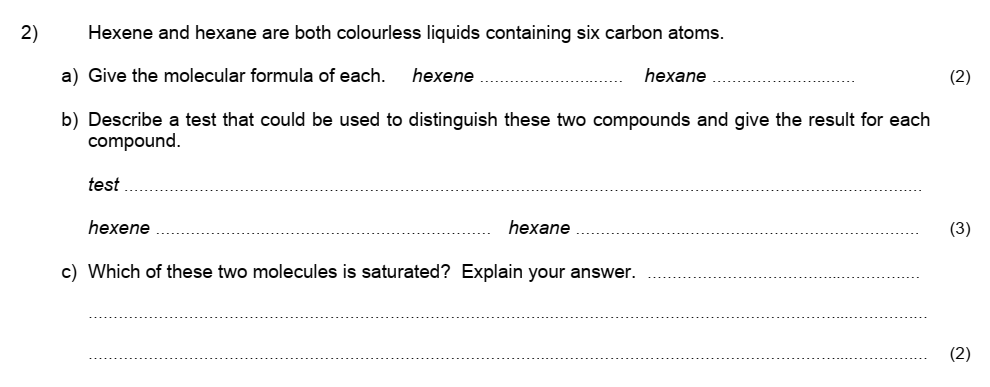 2) Hexene and hexane are both colourless liquids containing six carbon atoms.
a) Give the molecular formula of each. hexene ............................ hexane ............................ (2)
b) Describe a test that could be used to distinguish these two compounds and give the result for each
compound.
test ................................................................................................................................
hexene .................................................................. hexane .................................................................. (3)
c) Which of these two molecules is saturated? Explain your answer. ......................................................
................................................................................................................................
................................................................................................................................ (2)